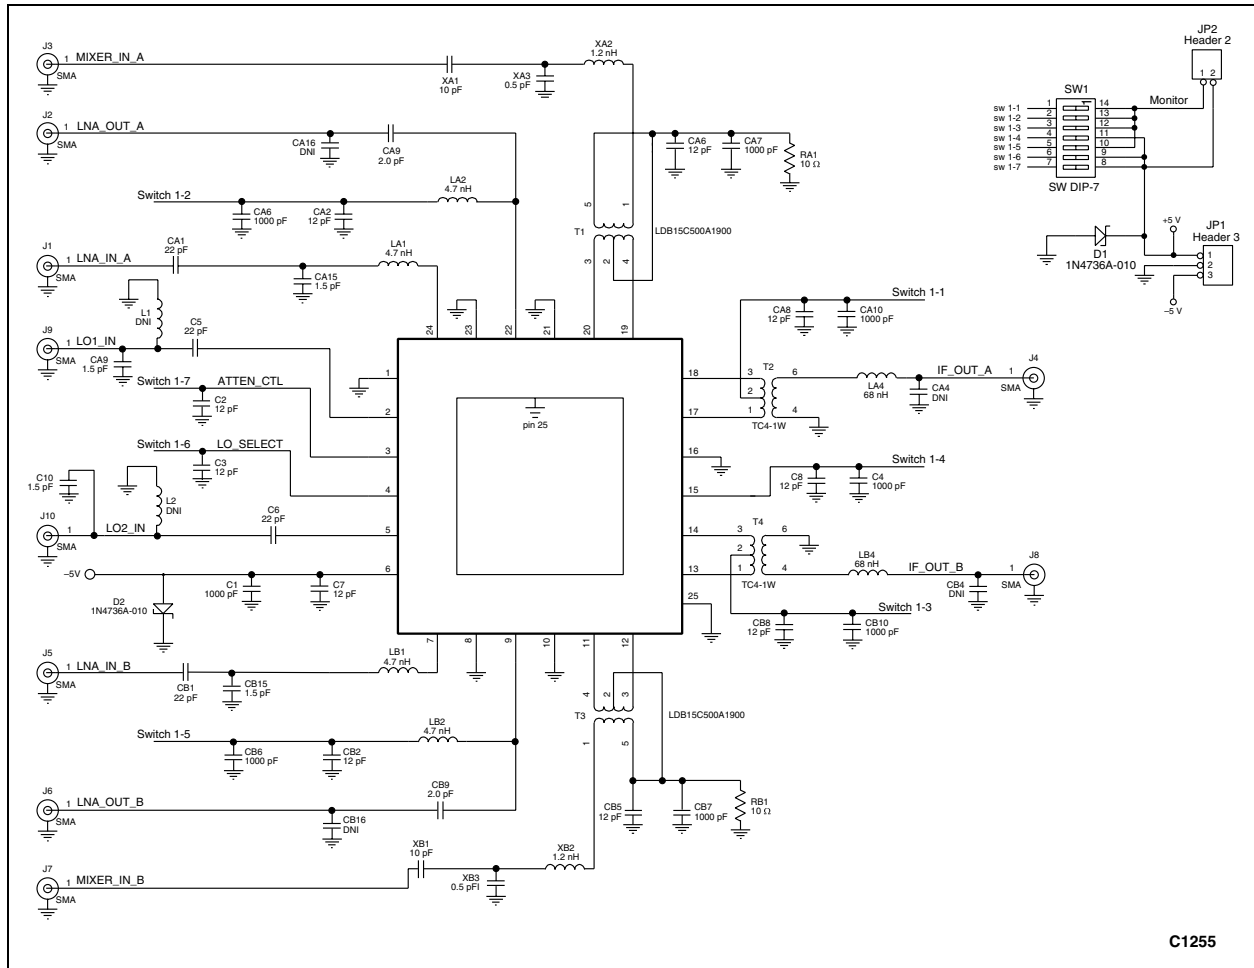 J3
1 MIXER_IN_A
SMA
XA1
10 pF
XA3
0.5 pF
XA2
1.2 nH
J2
1 LNA_OUT_A
SMA
CA16
DNI
CA9
2.0 pF
Switch 1-2
CA6
1000 pF
CA2
12 pF
LA2
4.7 nH
J1
1 LNA_IN_A
SMA
CA1
22 pF
CA15
1.5 pF
LA1
4.7 nH
CA6
12 pF
CA7
1000 pF
RA1
10 Ω
5
1
T1
LDB15C500A1900
3
2
4
JP2
Header 2
1 2
SW1
sw 1-1
sw 1-2
sw 1-3
sw 1-4
sw 1-5
sw 1-6
sw 1-7
1
2
3
4
5
6
7
1
14
13
12
11
10
9
8
Monitor
SW DIP-7
+5 V
JP1
Header 3
1
2
3
D1
1N4736A-010
–5 V
L1
DNI
C5
22 pF
J9
1 LO1_IN
SMA
CA9
1.5 pF
Switch 1-7
ATTEN_CTL
C2
12 pF
Switch 1-6
LO_SELECT
C3
12 pF
C10
1.5 pF
L2
DNI
C6
22 pF
J10
1
LO2_IN
SMA
–5V
C1
1000 pF
C7
12 pF
D2
1N4736A-010
24
23
22
21
20
19
1
2
3
4
5
6
pin 25
18
17
16
15
14
13
25
7
8
9
10
11
12
Switch 1-1
CA8
12 pF
CA10
1000 pF
T2
3
2
1
6
4
TC4-1W
LA4
68 nH
IF_OUT_A
CA4
DNI
J4
1
SMA
Switch 1-4
C8
12 pF
C4
1000 pF
T4
3
2
1
6
4
TC4-1W
LB4
68 nH
IF_OUT_B
CB4
DNI
J8
1
SMA
Switch 1-3
CB8
12 pF
CB10
1000 pF
J5
1 LNA_IN_B
SMA
CB1
22 pF
CB15
1.5 pF
LB1
4.7 nH
4
2
3
T3
LDB15C500A1900
1
5
Switch 1-5
CB6
1000 pF
CB2
12 pF
LB2
4.7 nH
J6
1 LNA_OUT_B
SMA
CB16
DNI
CB9
2.0 pF
CB5
12 pF
CB7
1000 pF
RB1
10 Ω
J7
1 MIXER_IN_B
SMA
XB1
10 pF
XB3
0.5 pFI
XB2
1.2 nH
C1255